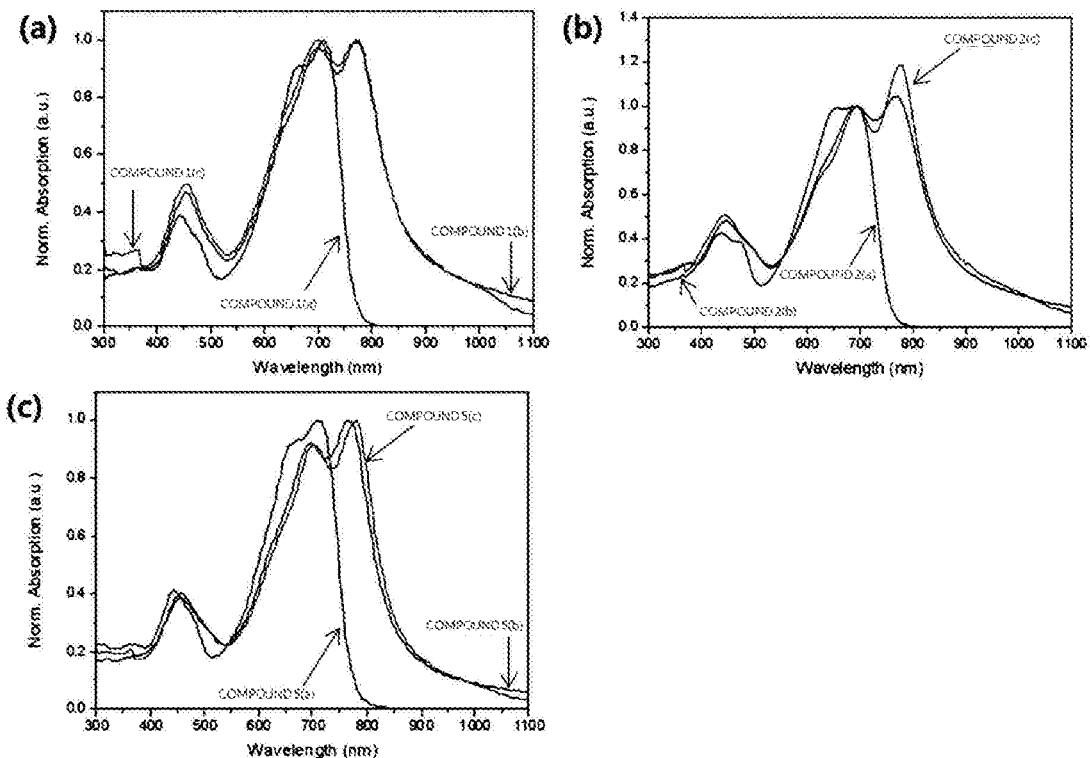 (a)
1.0
0.8
0.6
0.4
0.2
0.0
Norm. Absorption (a.u.)
COMPOUND 1(c)
COMPOUND 1(b)
COMPOUND 1(a)
300 400 500 600 700 800 900 1000 1100
Wavelength (nm)
(b)
1.4
1.2
1.0
0.8
0.6
0.4
0.2
0.0
Norm. Absorption (a.u.)
COMPOUND 2(c)
COMPOUND 2(a)
COMPOUND 2(b)
300 400 500 600 700 800 900 1000 1100
Wavelength (nm)
(c)
1.0
0.8
0.6
0.4
0.2
0.0
Norm. Absorption (a.u.)
COMPOUND 5(c)
COMPOUND 5(b)
COMPOUND 5(a)
300 400 500 600 700 800 900 1000 1100
Wavelength (nm)